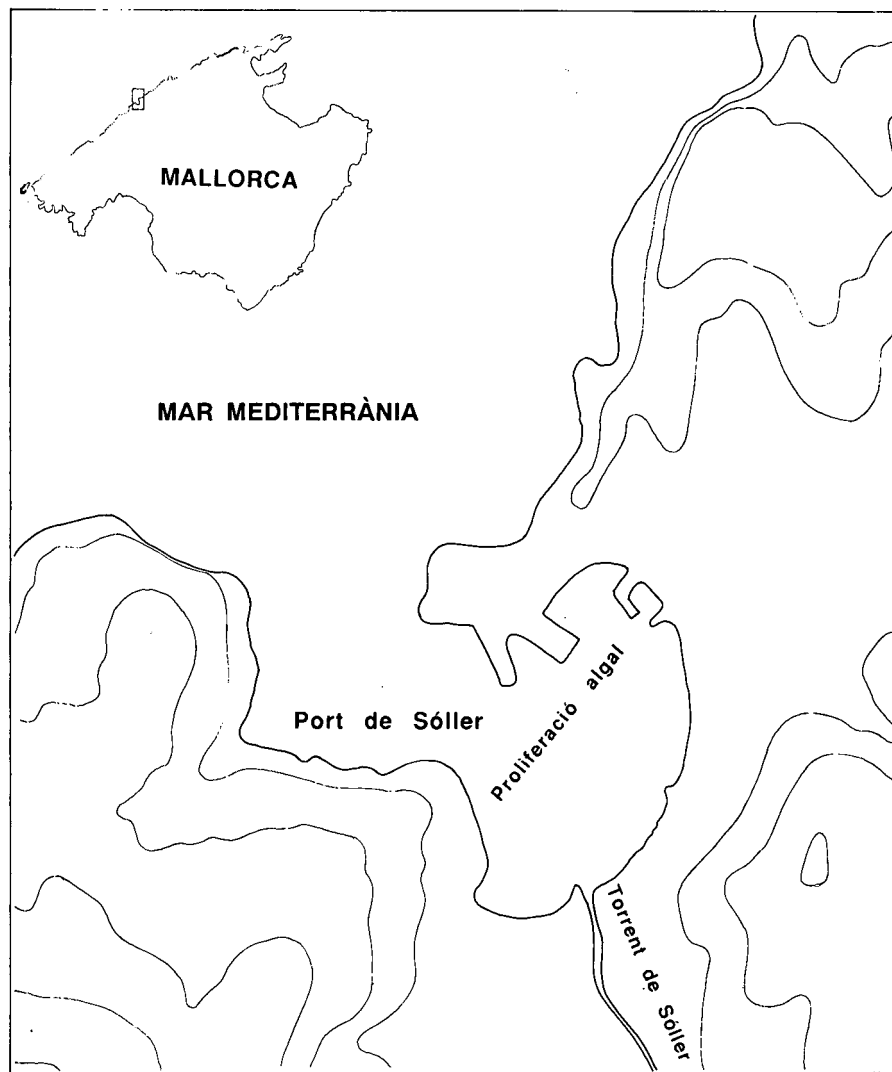 MALLORCA
MAR MEDITERRÀNIA
Port de Sóller
Proliferació algal
Torrent de Sóller